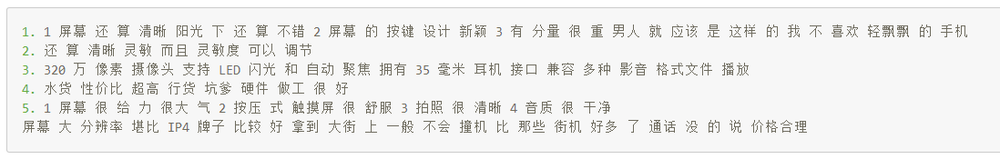 1. 1 屏幕 还 算 清晰 阳光 下 还 算 不错 2 屏幕 的 按键 设计 新颖 3 有 分量 很 重 男人 就 应该 是 这样 的 我 不 喜欢 轻飘飘 的 手机
2. 还 算 清晰 灵敏 而且 灵敏度 可以 调节
3. 320 万 像素 摄像头 支持 LED 闪光 和 自动 聚焦 拥有 35 毫米 耳机 接口 兼容 多种 影音 格式文件 播放
4. 水货 性价比 超高 行货 坑爹 硬件 做工 很 好
5. 1 屏幕 很 给 力 很大 气 2 按压 式 触摸屏 很 舒服 3 拍照 很 清晰 4 音质 很 干净
屏幕 大 分辨率 堪比 IP4 牌子 比较 好 拿到 大街 上 一般 不会 撞机 比 那些 街机 好多 了 通话 没 的 说 价格合理